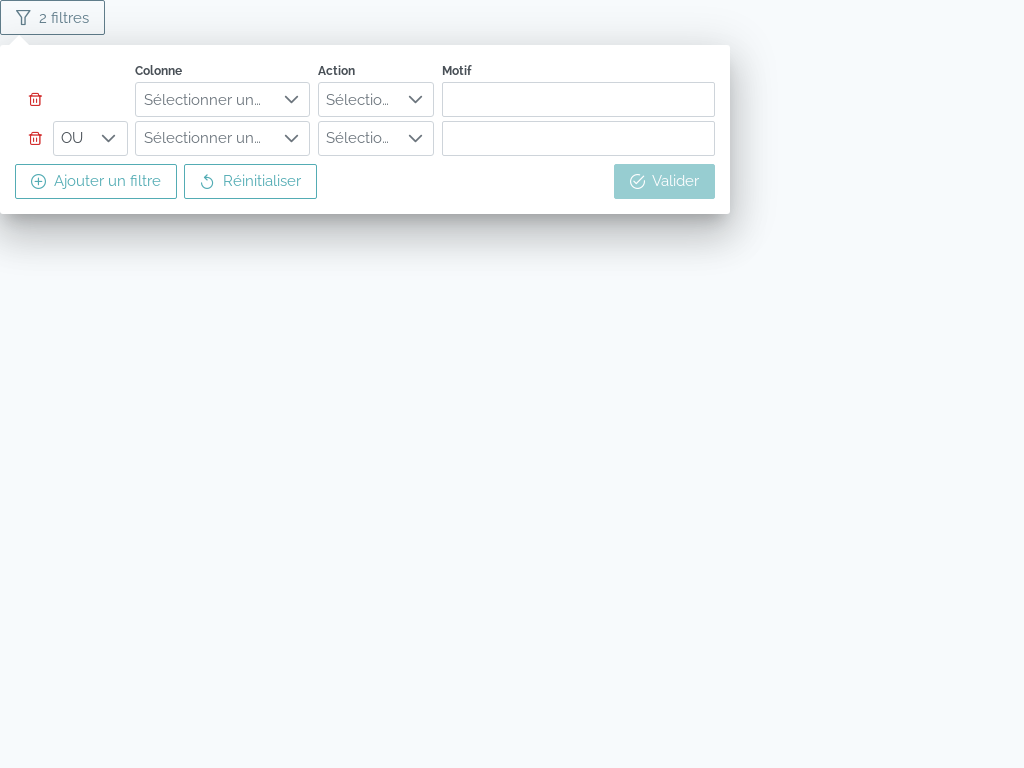 2 filtres
Colonne Action Motif
Sélectionner un… Sélectio…
OU Sélectionner un… Sélectio…
Ajouter un filtre Réinitialiser Valider